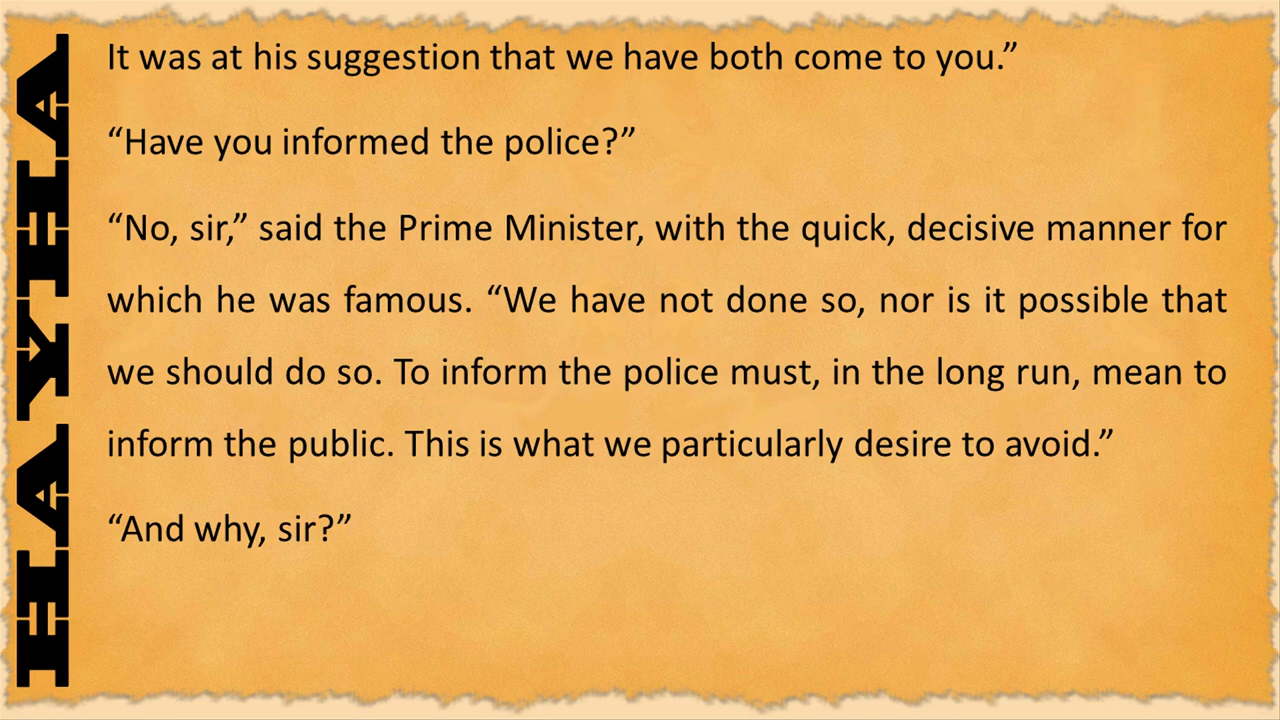 HAYHA
It was at his suggestion that we have both come to you.”
“Have you informed the police?”
“No, sir,” said the Prime Minister, with the quick, decisive manner for
which he was famous. “We have not done so, nor is it possible that
we should do so. To inform the police must, in the long run, mean to
inform the public. This is what we particularly desire to avoid.”
“And why, sir?”